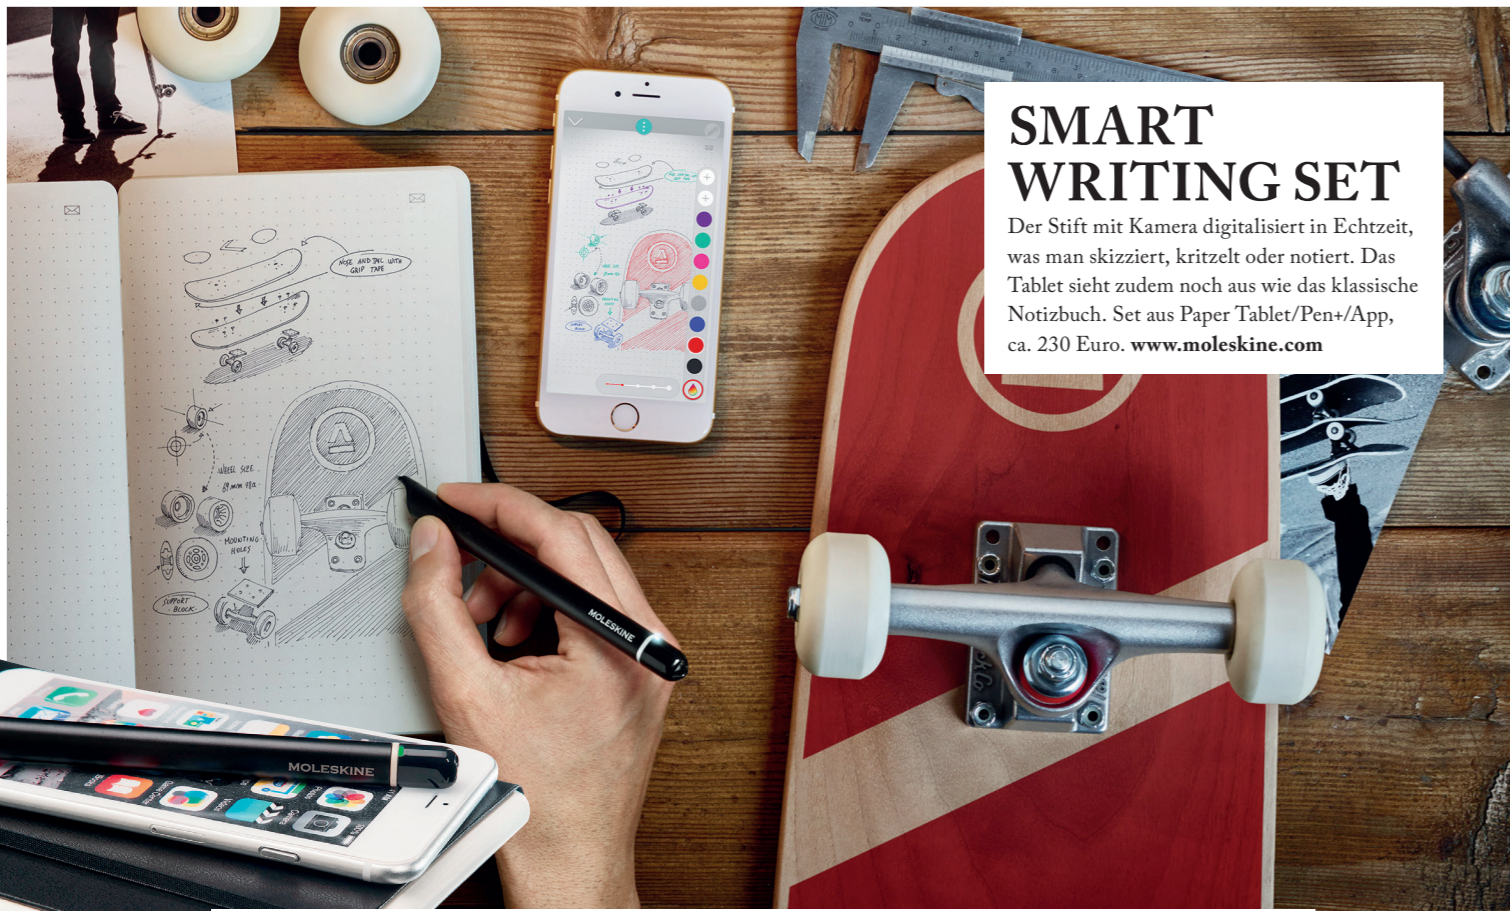 SMART
WRITING SET
Der Stift mit Kamera digitalisiert in Echtzeit,
was man skizziert, kritzelt oder notiert. Das
Tablet sieht zudem noch aus wie das klassische
Notizbuch. Set aus Paper Tablet/Pen+/App,
ca. 230 Euro. www.moleskine.com
NOSE AND TAIL WITH
GRIP TAPE
WHEEL SIZE
MOUNTING
HOLES
SUPPORT
BLOCK
MOLESKINE
MOLESKINE